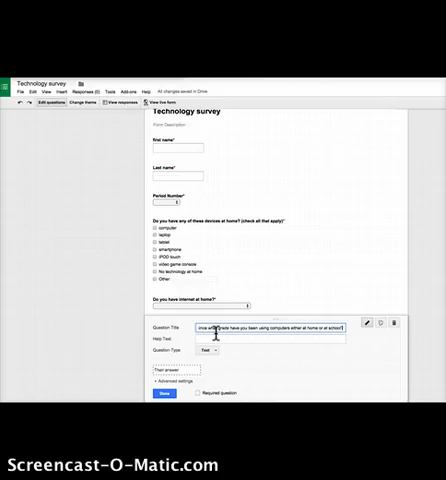 Technology survey
File Edit View Insert Responses (0) Tools Add-ons Help All changes saved in Drive
Edit questions Change theme View responses View live form
Technology survey
Form Description
first name*
Last name*
Period Number*
Do you have any of these devices at home? (check all that apply)*
computer
laptop
tablet
smartphone
iPOD touch
video game console
No technology at home
Other
Do you have internet at home?*
Question Title
have you been using computers either at home or at school?
Help Text
Question Type
Text
Their answer
Advanced settings
Done
Required question
Screencast-O-Matic.com